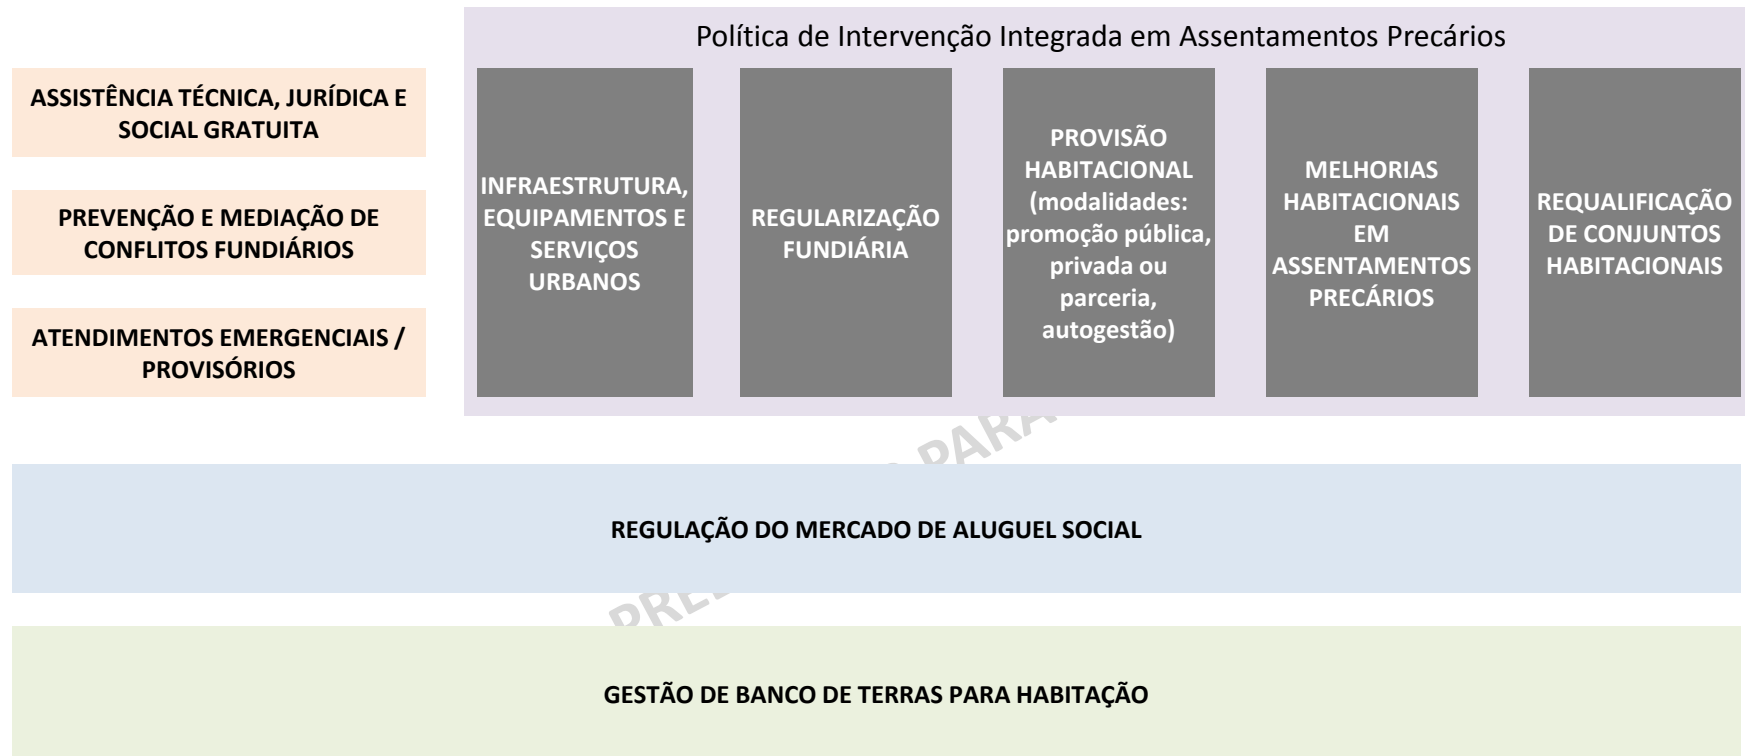 Política de Intervenção Integrada em Assentamentos Precários
ASSISTÊNCIA TÉCNICA, JURÍDICA E
SOCIAL GRATUITA
PREVENÇÃO E MEDIAÇÃO DE
CONFLITOS FUNDIÁRIOS
ATENDIMENTOS EMERGENCIAIS /
PROVISÓRIOS
INFRAESTRUTURA,
EQUIPAMENTOS E
SERVIÇOS
URBANOS
REGULARIZAÇÃO
FUNDIÁRIA
PROVISÃO
HABITACIONAL
(modalidades:
promoção pública,
privada ou
parceria,
autogestão)
MELHORIAS
HABITACIONAIS
EM
ASSENTAMENTOS
PRECÁRIOS
REQUALIFICAÇÃO
DE CONJUNTOS
HABITACIONAIS
REGULAÇÃO DO MERCADO DE ALUGUEL SOCIAL
GESTÃO DE BANCO DE TERRAS PARA HABITAÇÃO